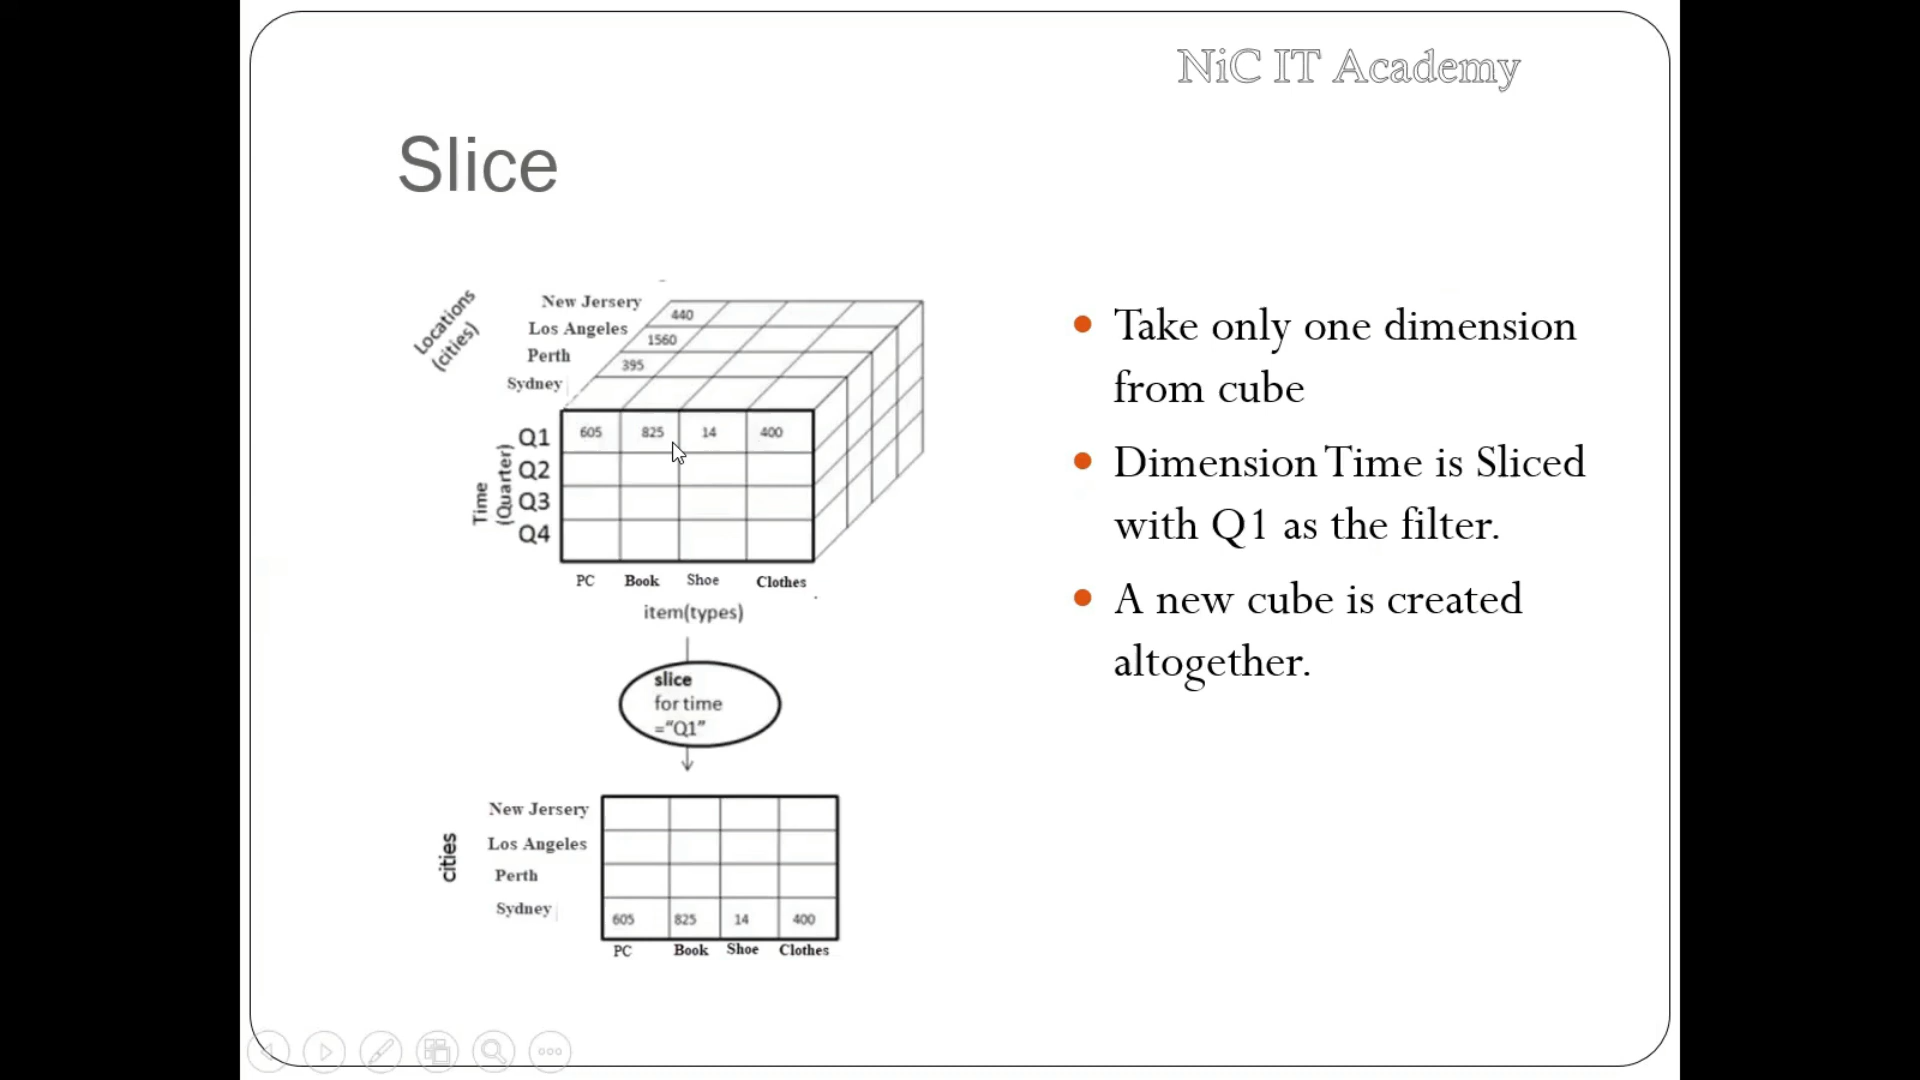 NiC IT Academy
Slice
Locations
(cities)
New Jersery
Los Angeles
Perth
Sydney
440
1560
395
Time
(Quarter)
Q1
Q2
Q3
Q4
605 825 14 400
PC Book Shoe Clothes
item(types)
slice
for time
="Q1"
cities
New Jersery
Los Angeles
Perth
Sydney
605 825 14 400
PC Book Shoe Clothes
Take only one dimension
from cube
Dimension Time is Sliced
with Q1 as the filter.
A new cube is created
altogether.